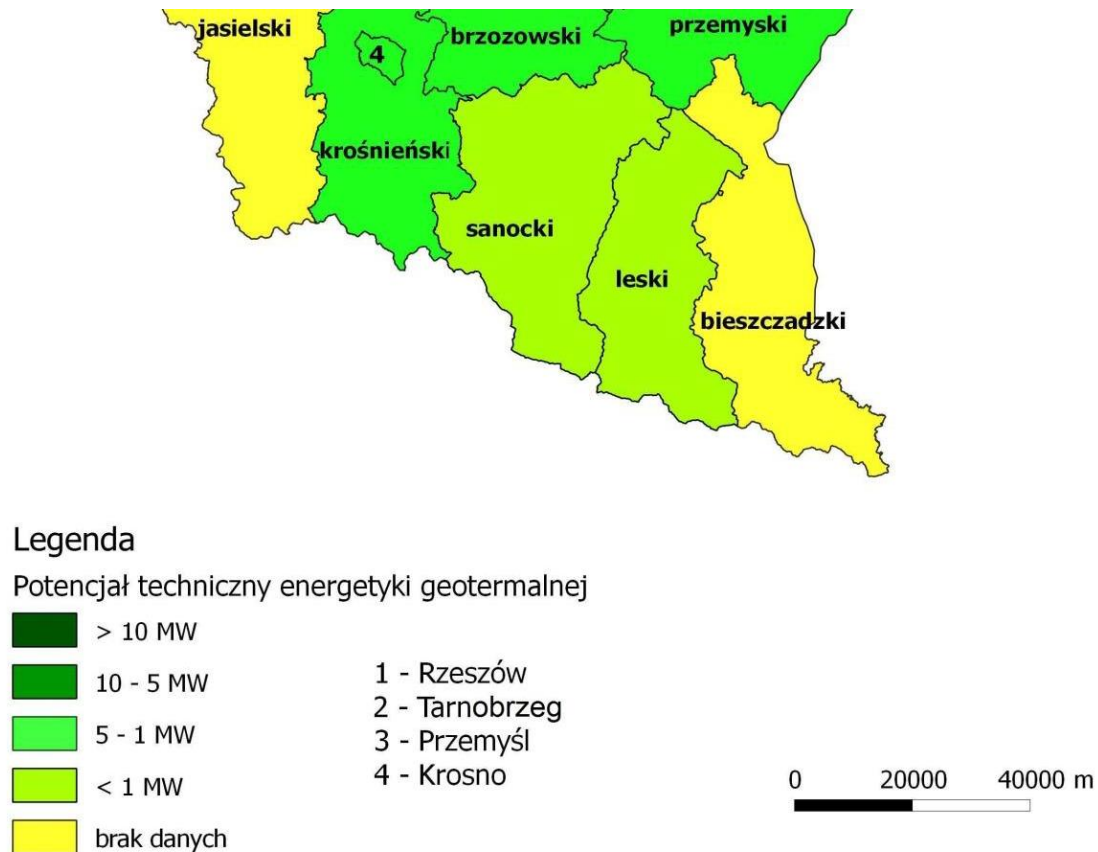 jasielski
brzozowski
przemyski
4
krośnieński
sanocki
leski
bieszczadzki
Legenda
Potencjał techniczny energetyki geotermalnej
> 10 MW
10 - 5 MW
5 - 1 MW
< 1 MW
brak danych
1 - Rzeszów
2 - Tarnobrzeg
3 - Przemyśl
4 - Krosno
0 20000 40000 m